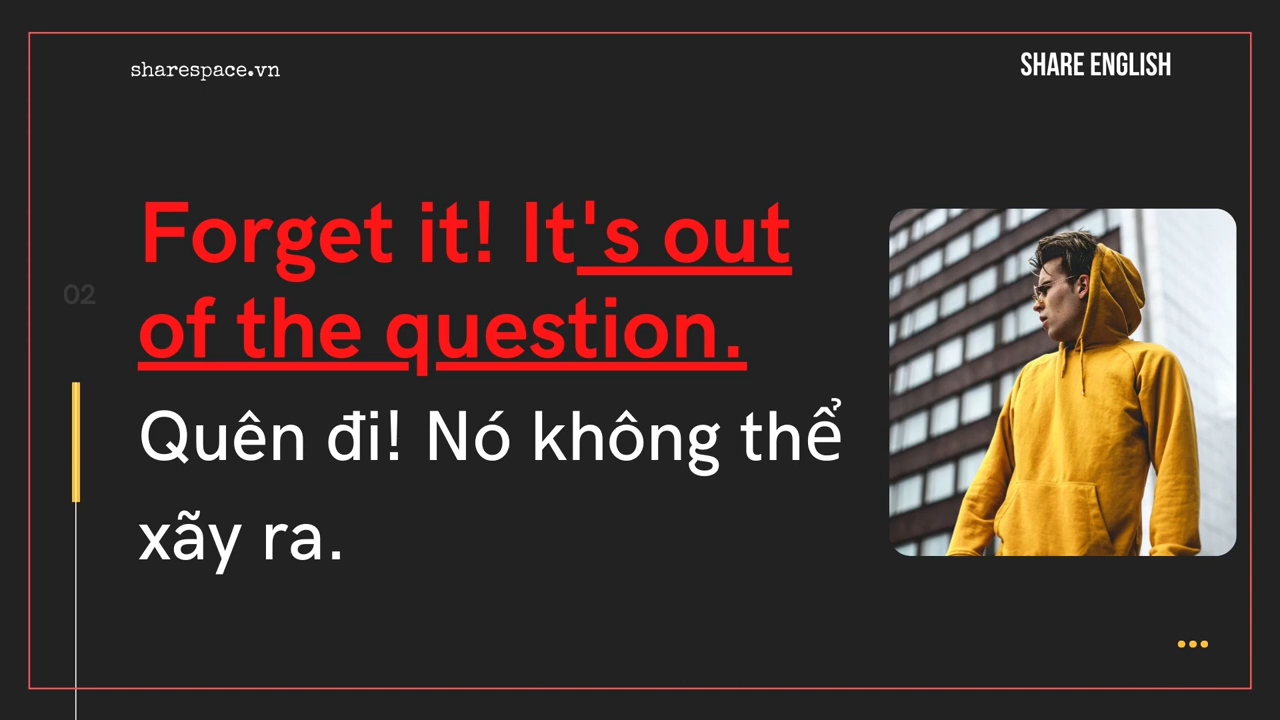 sharespace.vn
SHARE ENGLISH
Forget it! It's out
of the question.
02
Quên đi! Nó không thể
xãy ra.